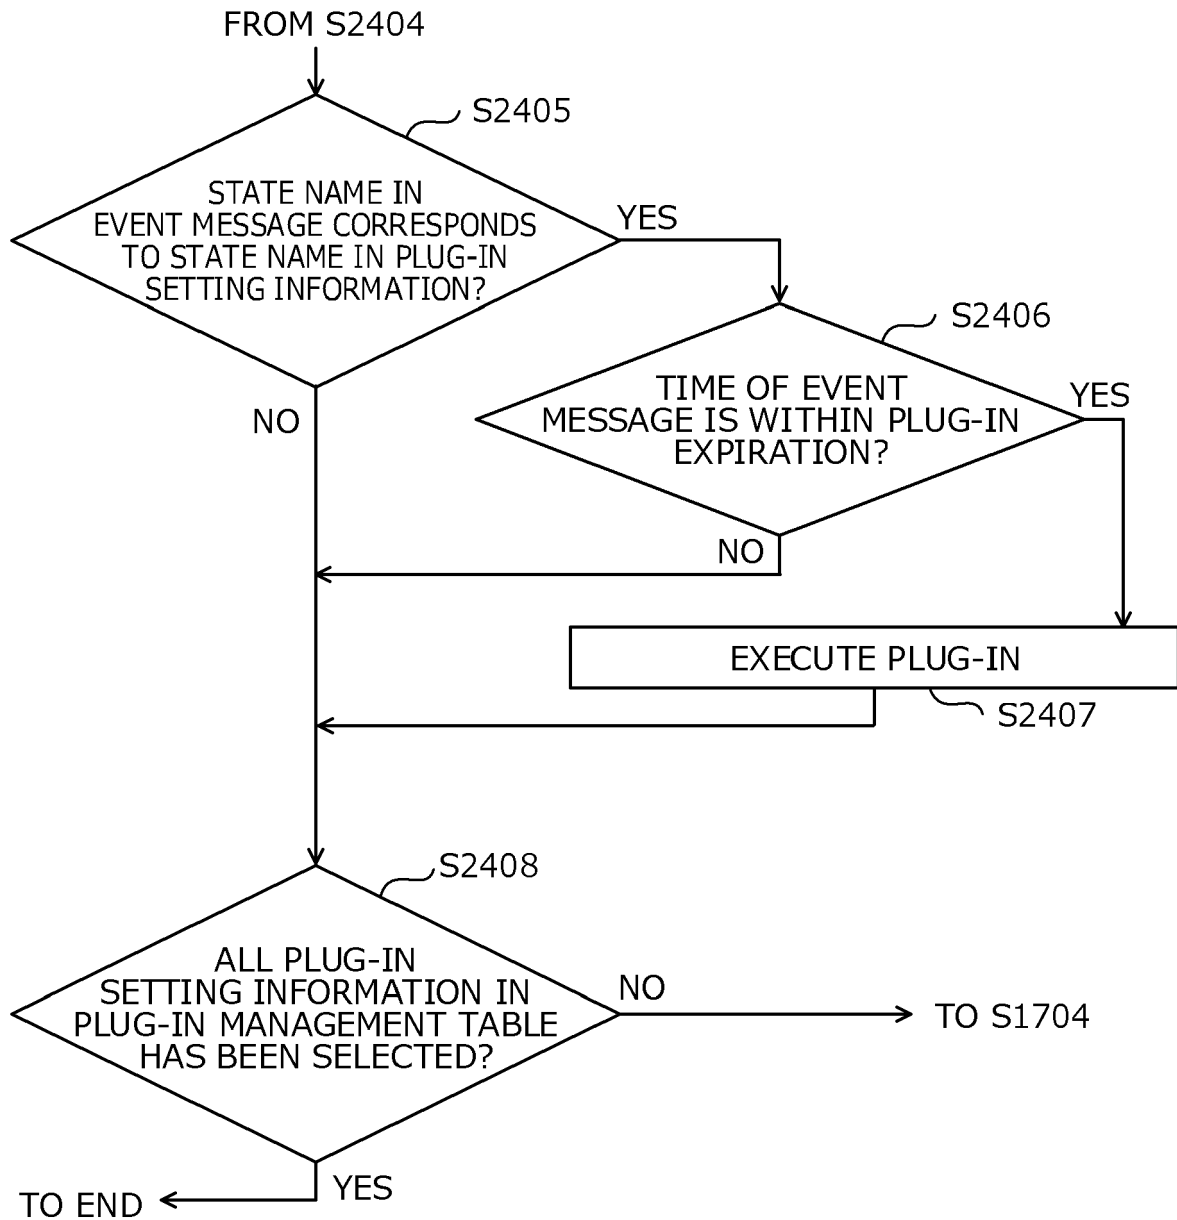 FROM S2404
S2405
STATE NAME IN
EVENT MESSAGE CORRESPONDS
TO STATE NAME IN PLUG-IN
SETTING INFORMATION?
YES
S2406
TIME OF EVENT
MESSAGE IS WITHIN PLUG-IN
EXPIRATION?
YES
NO
NO
EXECUTE PLUG-IN
S2407
S2408
ALL PLUG-IN
SETTING INFORMATION IN
PLUG-IN MANAGEMENT TABLE
HAS BEEN SELECTED?
NO
TO S1704
YES
TO END